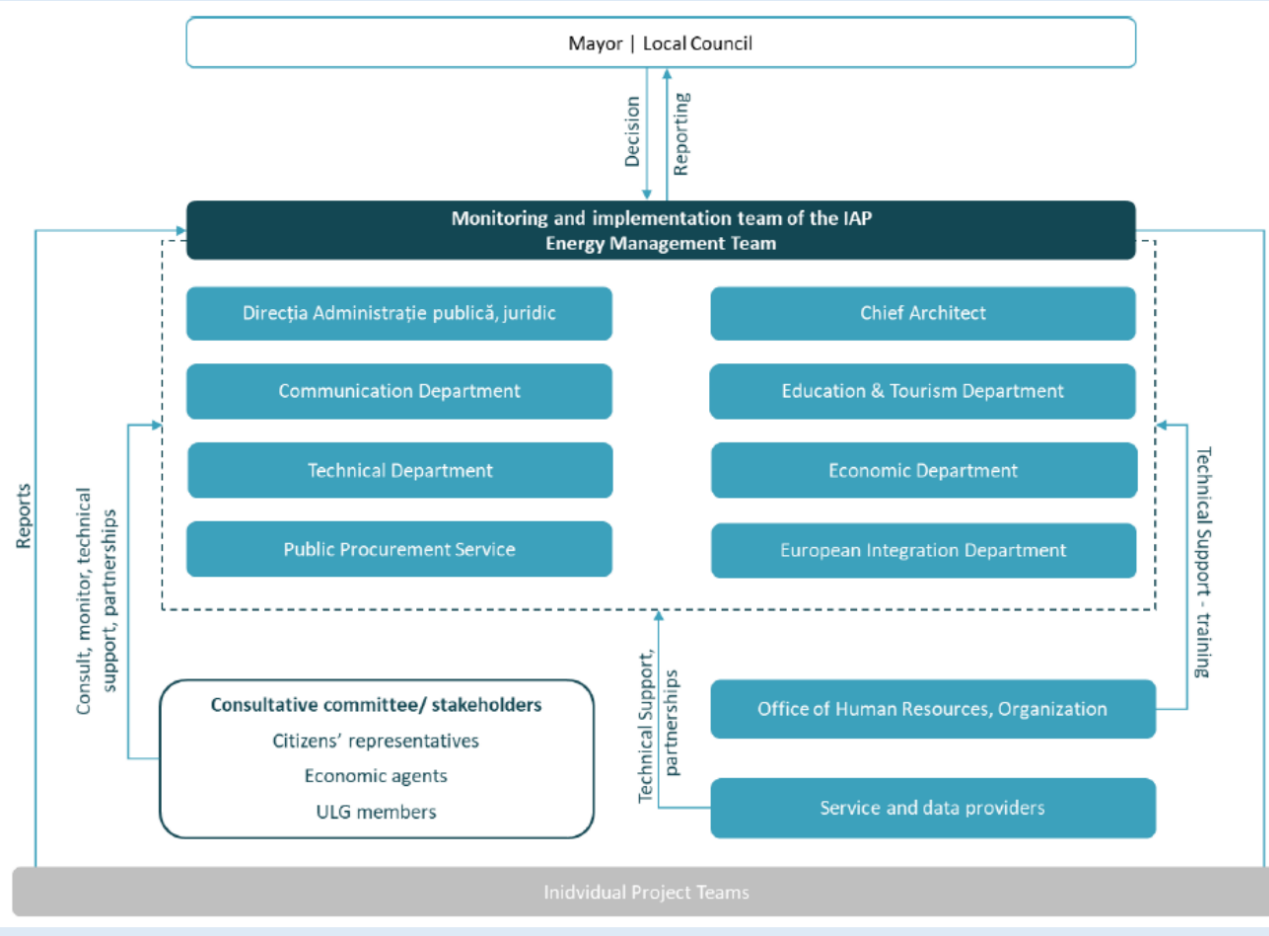 Mayor | Local Council
Decision
Reporting
Monitoring and implementation team of the IAP
Energy Management Team
Direcția Administrație publică, juridic
Chief Architect
Communication Department
Education & Tourism Department
Technical Department
Economic Department
Public Procurement Service
European Integration Department
Reports
Consult, monitor, technical
support, partnerships
Technical Support - training
Consultative committee/ stakeholders
Citizens’ representatives
Economic agents
ULG members
Technical Support,
partnerships
Office of Human Resources, Organization
Service and data providers
Inidvidual Project Teams